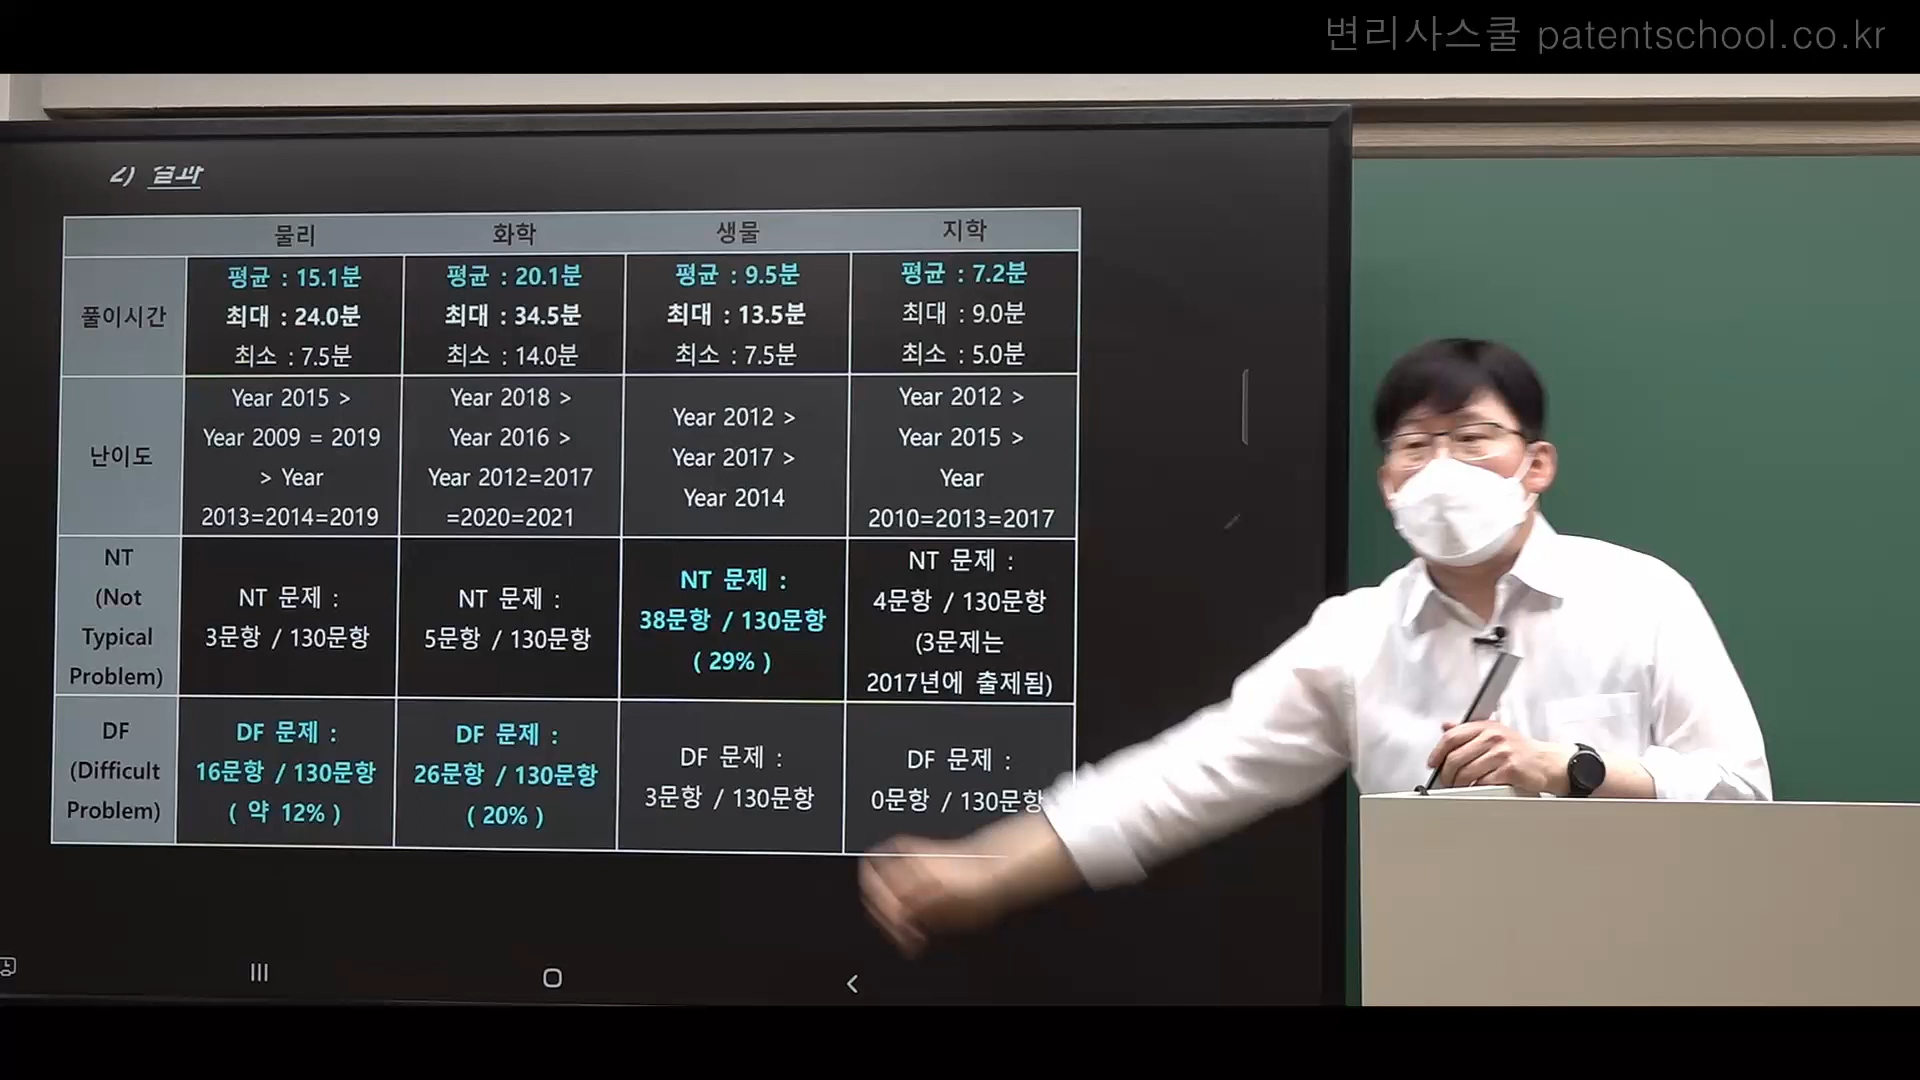 변리사스쿨 patentschool.co.kr
2) 결과
물리 화학 생물 지학
풀이시간
평균 : 15.1분
최대 : 24.0분
최소 : 7.5분
평균 : 20.1분
최대 : 34.5분
최소 : 14.0분
평균 : 9.5분
최대 : 13.5분
최소 : 7.5분
평균 : 7.2분
최대 : 9.0분
최소 : 5.0분
난이도
Year 2015 >
Year 2009 = 2019
> Year
2013=2014=2019
Year 2018 >
Year 2016 >
Year 2012=2017
=2020=2021
Year 2012 >
Year 2017 >
Year 2014
Year 2012 >
Year 2015 >
Year
2010=2013=2017
NT
(Not
Typical
Problem)
NT 문제 :
3문항 / 130문항
NT 문제 :
5문항 / 130문항
NT 문제 :
38문항 / 130문항
( 29% )
NT 문제 :
4문항 / 130문항
(3문제는
2017년에 출제됨)
DF
(Difficult
Problem)
DF 문제 :
16문항 / 130문항
( 약 12% )
DF 문제 :
26문항 / 130문항
( 20% )
DF 문제 :
3문항 / 130문항
DF 문제 :
0문항 / 130문항